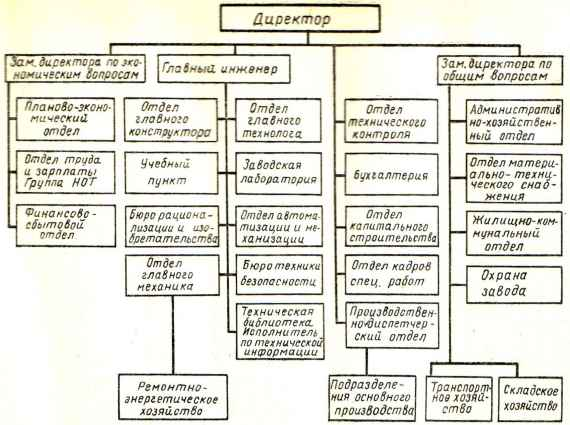 Директор
Зам. директора по эко-
номическим вопросам
Главный инженер
Зам. директора по
общим вопросам
Планово-эконо-
мический
отдел
Отдел
главного
конструктора
Отдел
главного
технолога
Отдел
технического
контроля
Административ
но-хозяйствен-
ный отдел
Отдел труда
и зарплаты
Группа НОТ
Учебный
пункт
Заводская
лаборатория
Бухгалтерия
Отдел матери-
ально-техни-
ческого снаб-
жения
Финансово-
сбытовой
отдел
Бюро рациона-
лизации и изо-
бретательства
Отдел автома-
тизации и ме-
ханизации
Отдел
капитального
строительства
Жилищно-ком-
мунальный
отдел
Отдел
главного
механика
Бюро техники
безопасности
Отдел кадров
спец. работ
Охрана
завода
Техническая
библиотека.
Исполнитель
по технической
информации
Производствен-
но-диспетчер-
ский отдел
Ремонтно-
энергетическое
хозяйство
Подразделе-
ния основного
производства
Транспорт-
ное хозяй-
ство
Складское
хозяйство